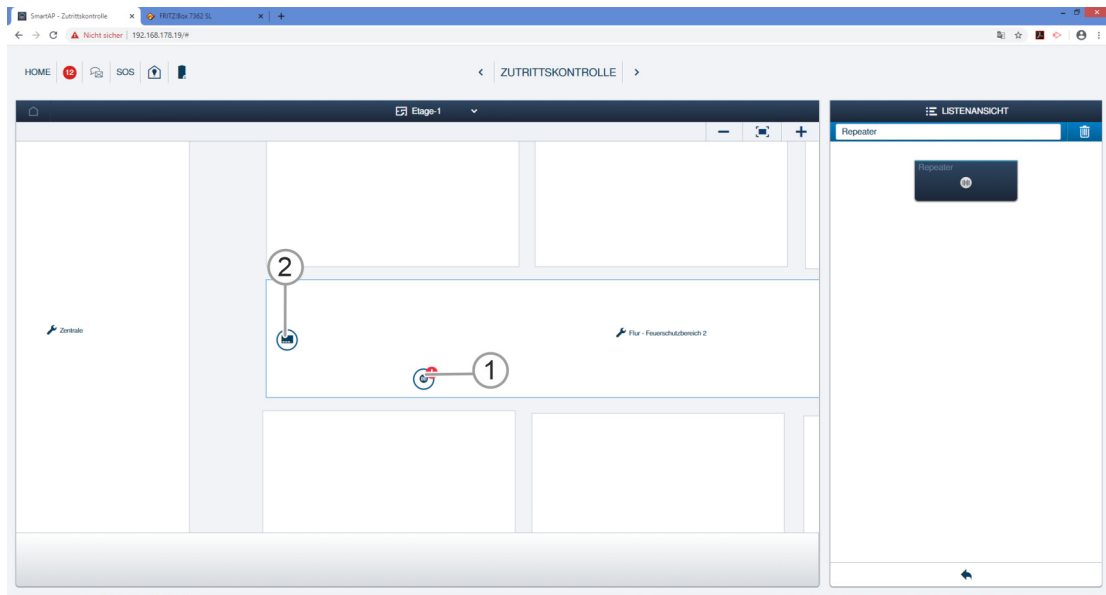 SmartAP - Zutrittskontrolle
FRITZ!Box 7362 SL
Nicht sicher
192.168.178.19/#
HOME
12
SOS
ZUTRITTSKONTROLLE
Etage-1
LISTENANSICHT
Repeater
Repeater
2
Zentrale
Flur - Feuerschutzbereich 2
1